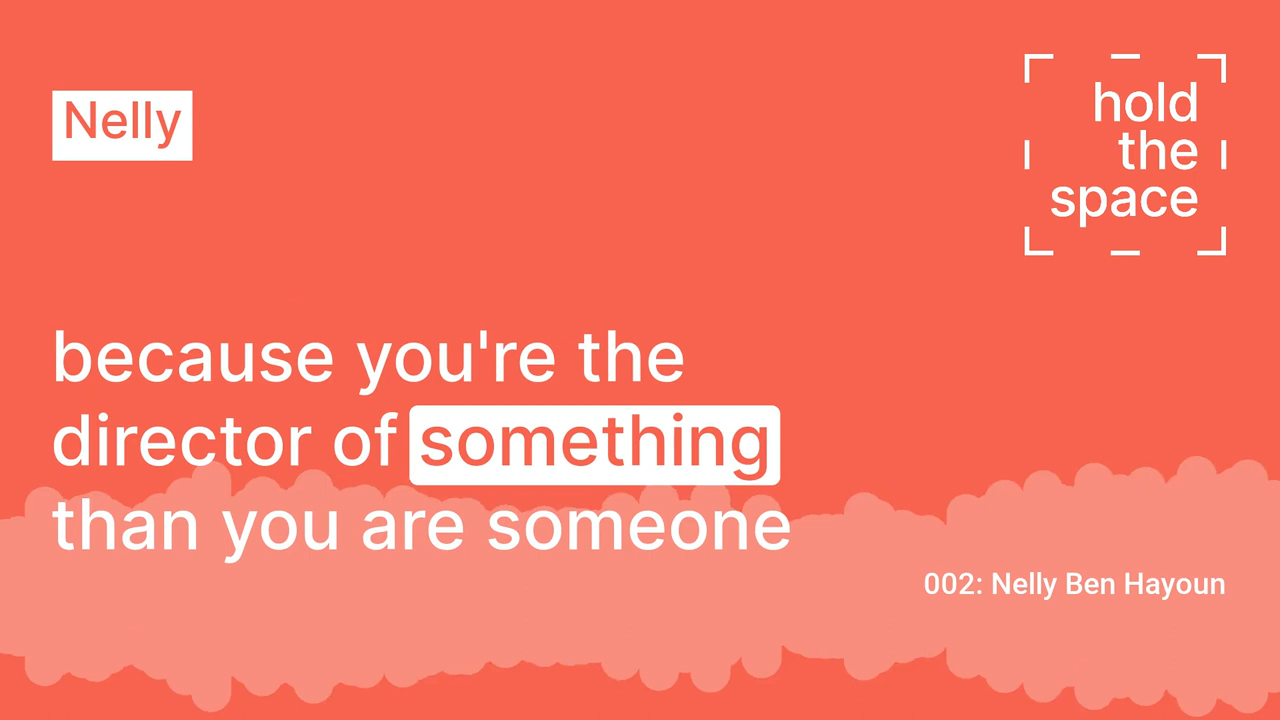 Nelly
hold
the
space
because you're the
director of something
than you are someone
002: Nelly Ben Hayoun